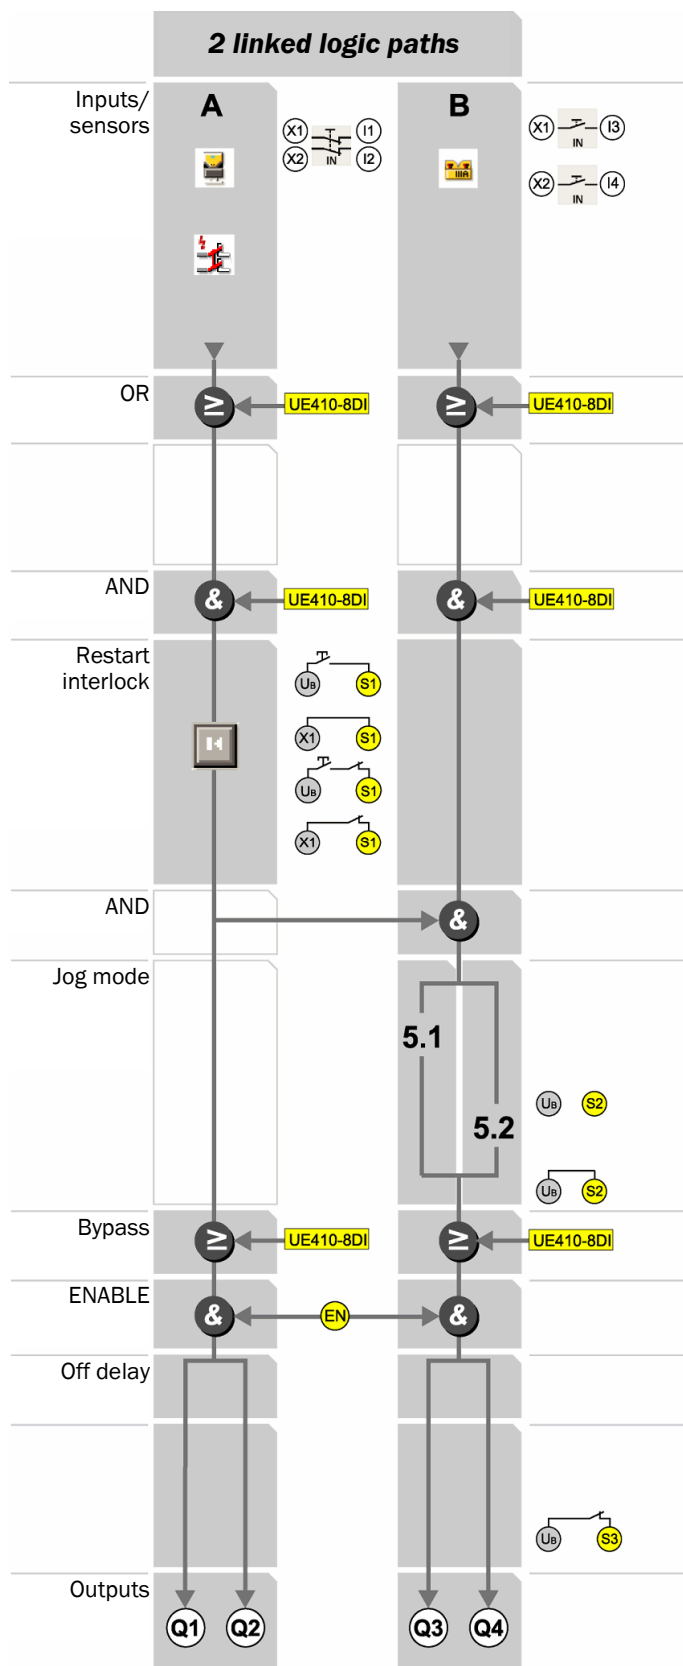 2 linked logic paths
Inputs/
sensors
A
X1 I1
X2 IN I2
B
IIIA
X1 I3
IN
X2 I4
IN
OR
≥
UE410-8DI
≥
UE410-8DI
AND
&
UE410-8DI
&
UE410-8DI
Restart
interlock
UB S1
X1 S1
UB S1
X1 S1
AND
&
Jog mode
5.1
5.2
UB S2
UB S2
Bypass
≥
UE410-8DI
≥
UE410-8DI
ENABLE
&
EN
&
Off delay
UB S3
Outputs
Q1 Q2 Q3 Q4